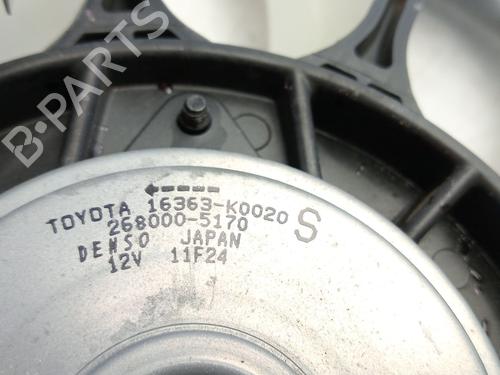 B-PARTS
TOYOTA 16363-K0020 S
268000-5170
DENSO JAPAN
12V 11F24